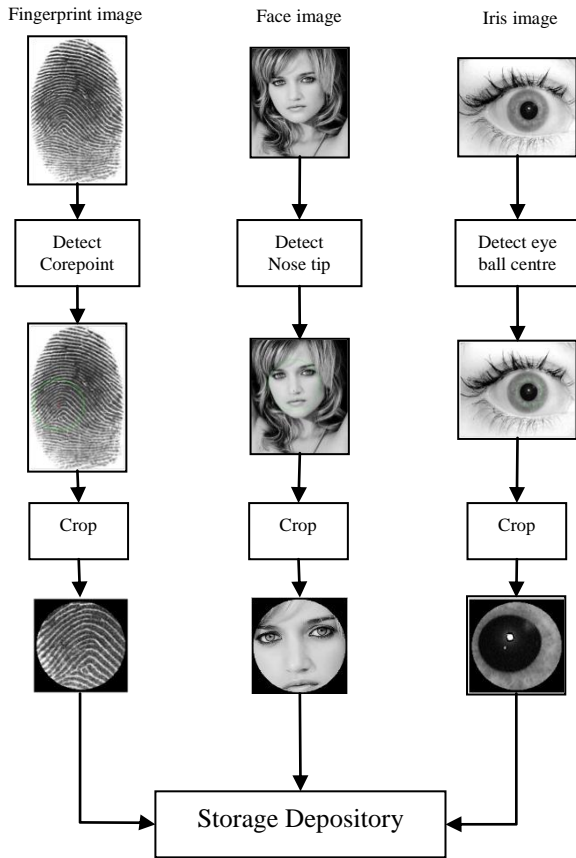 Fingerprint image
Face image
Iris image
Detect
Corepoint
Detect
Nose tip
Detect eye
ball centre
Crop
Crop
Crop
Storage Depository